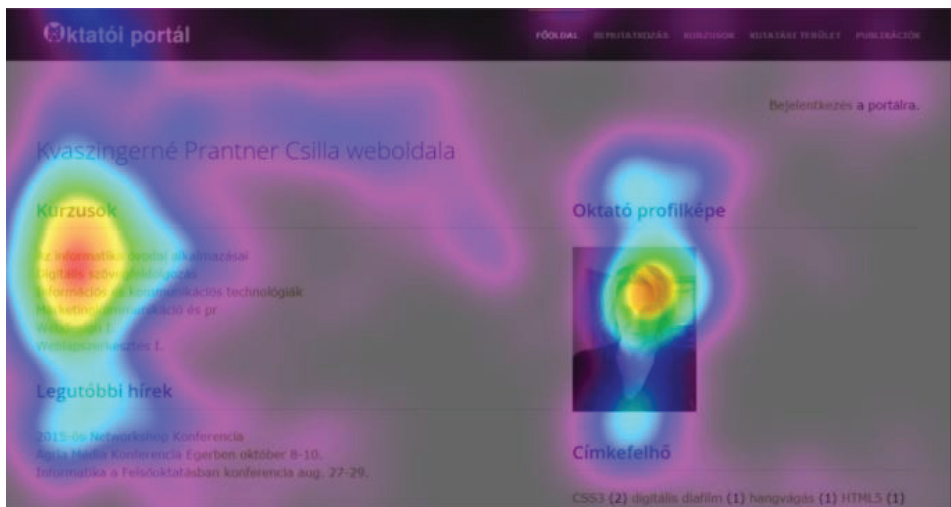 Oktatói portál
FŐOLDAL BEMUTATKOZÁS KURZUSOK KUTATÁSI TERÜLET PUBLIKÁCIÓK
Bejelentkezés a portálra.
Kvaszingerné Prantner Csilla weboldala
Kurzusok
Az informatika óvodai alkalmazásai
Digitális szövegfeldolgozás
Információs és kommunikációs technológiák
Marketingkommunikáció és pr
I.
Weblapszerkesztés I.
Legutóbbi hírek
2015-ös Networkshop Konferencia
Agria Média Konferencia Egerben október 8-10.
Informatika a Felsőoktatásban konferencia aug. 27-29.
Oktató profilképe
Címkefelhő
CSS3 (2) digitális diafilm (1) hangvágás (1) HTML5 (1)